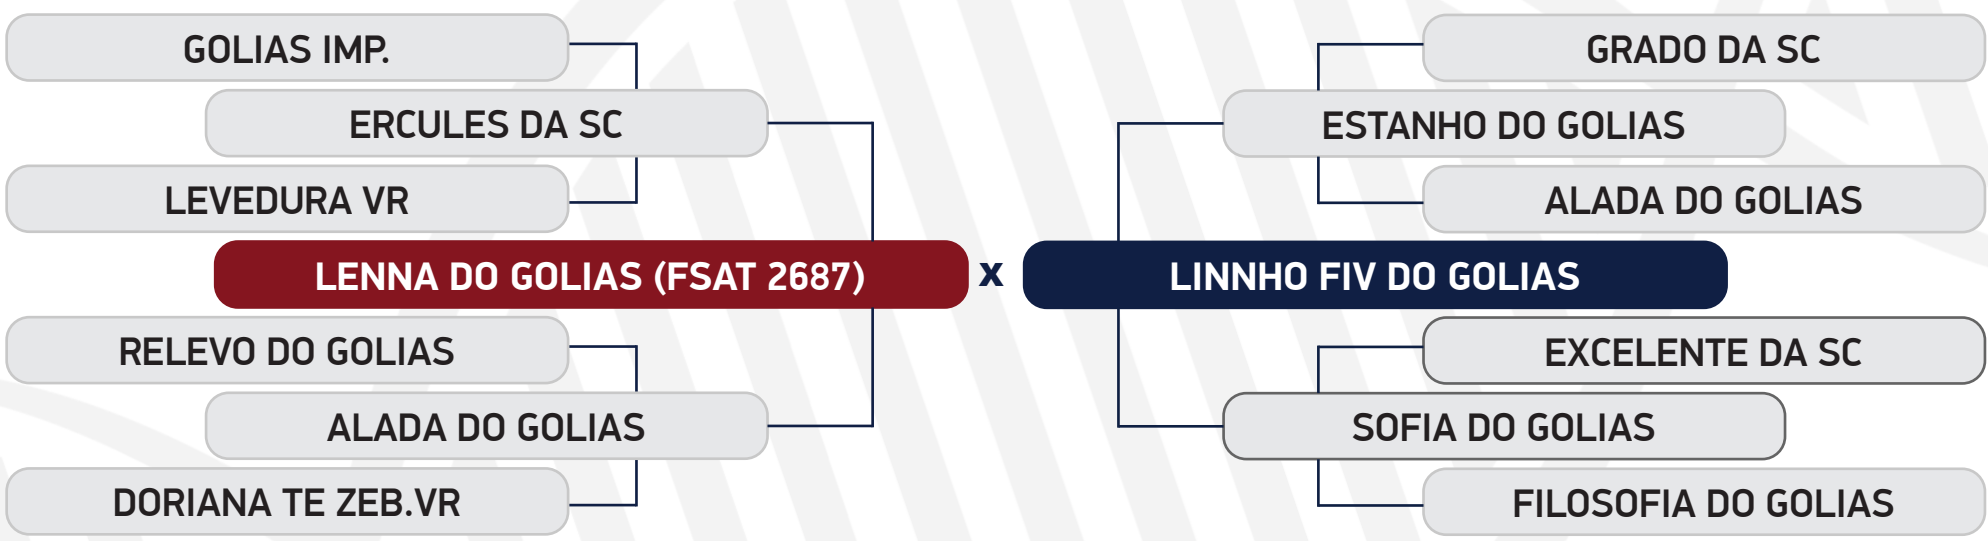 GOLIAS IMP.
ERCULES DA SC
LEVEDURA VR
LENNA DO GOLIAS (FSAT 2687)
RELEVO DO GOLIAS
ALADA DO GOLIAS
DORIANA TE ZEB.VR
X
GRADO DA SC
ESTANHO DO GOLIAS
ALADA DO GOLIAS
LINNHO FIV DO GOLIAS
EXCELENTE DA SC
SOFIA DO GOLIAS
FILOSOFIA DO GOLIAS